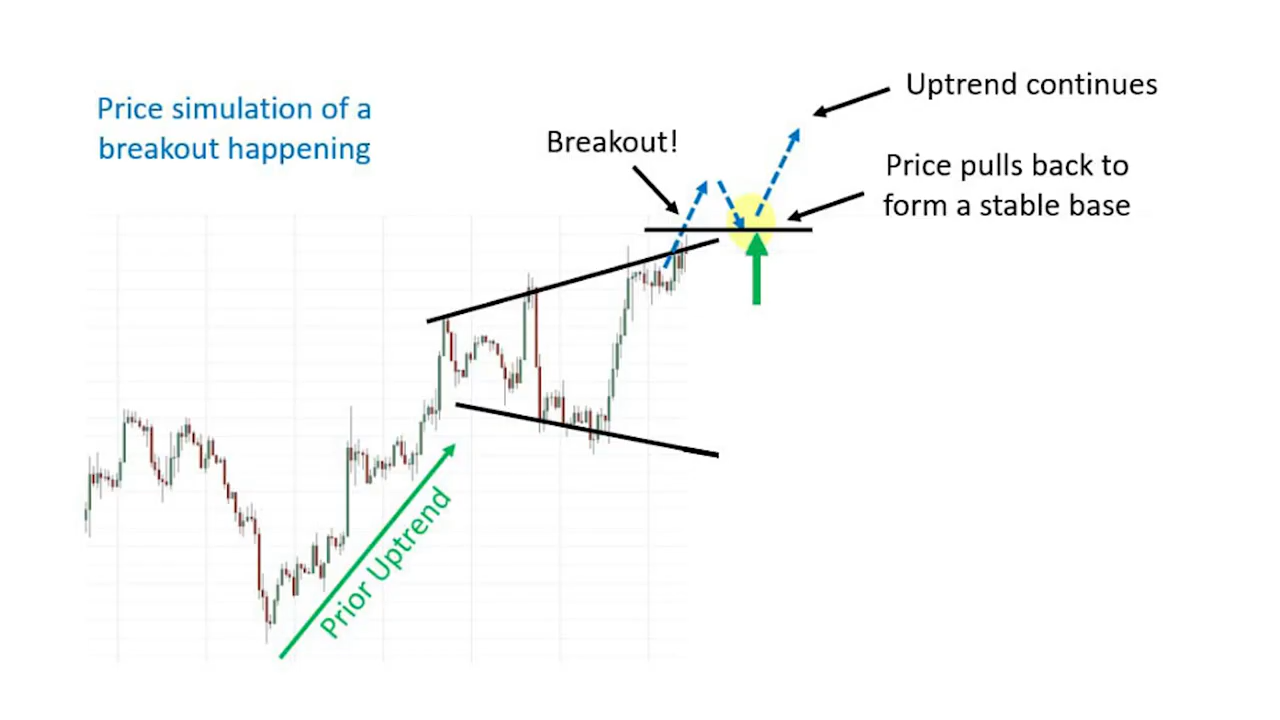 Price simulation of a
breakout happening
Breakout!
Uptrend continues
Price pulls back to
form a stable base
Prior Uptrend